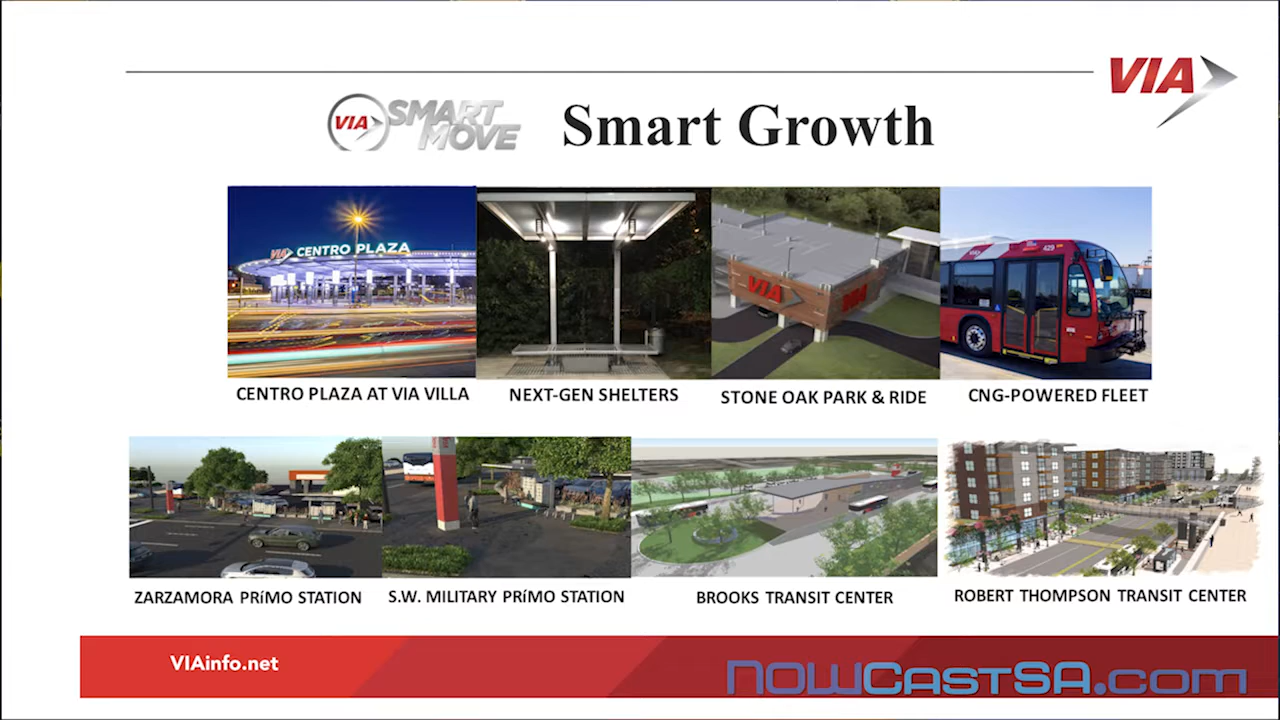 VIA
VIA SMART
MOVE
Smart Growth
VIA CENTRO PLAZA
VIA
VIA
429
CENTRO PLAZA AT VIA VILLA
NEXT-GEN SHELTERS
STONE OAK PARK & RIDE
CNG-POWERED FLEET
ZARZAMORA PRíMO STATION
S.W. MILITARY PRíMO STATION
BROOKS TRANSIT CENTER
ROBERT THOMPSON TRANSIT CENTER
VIAinfo.net
NOWCastSA.com